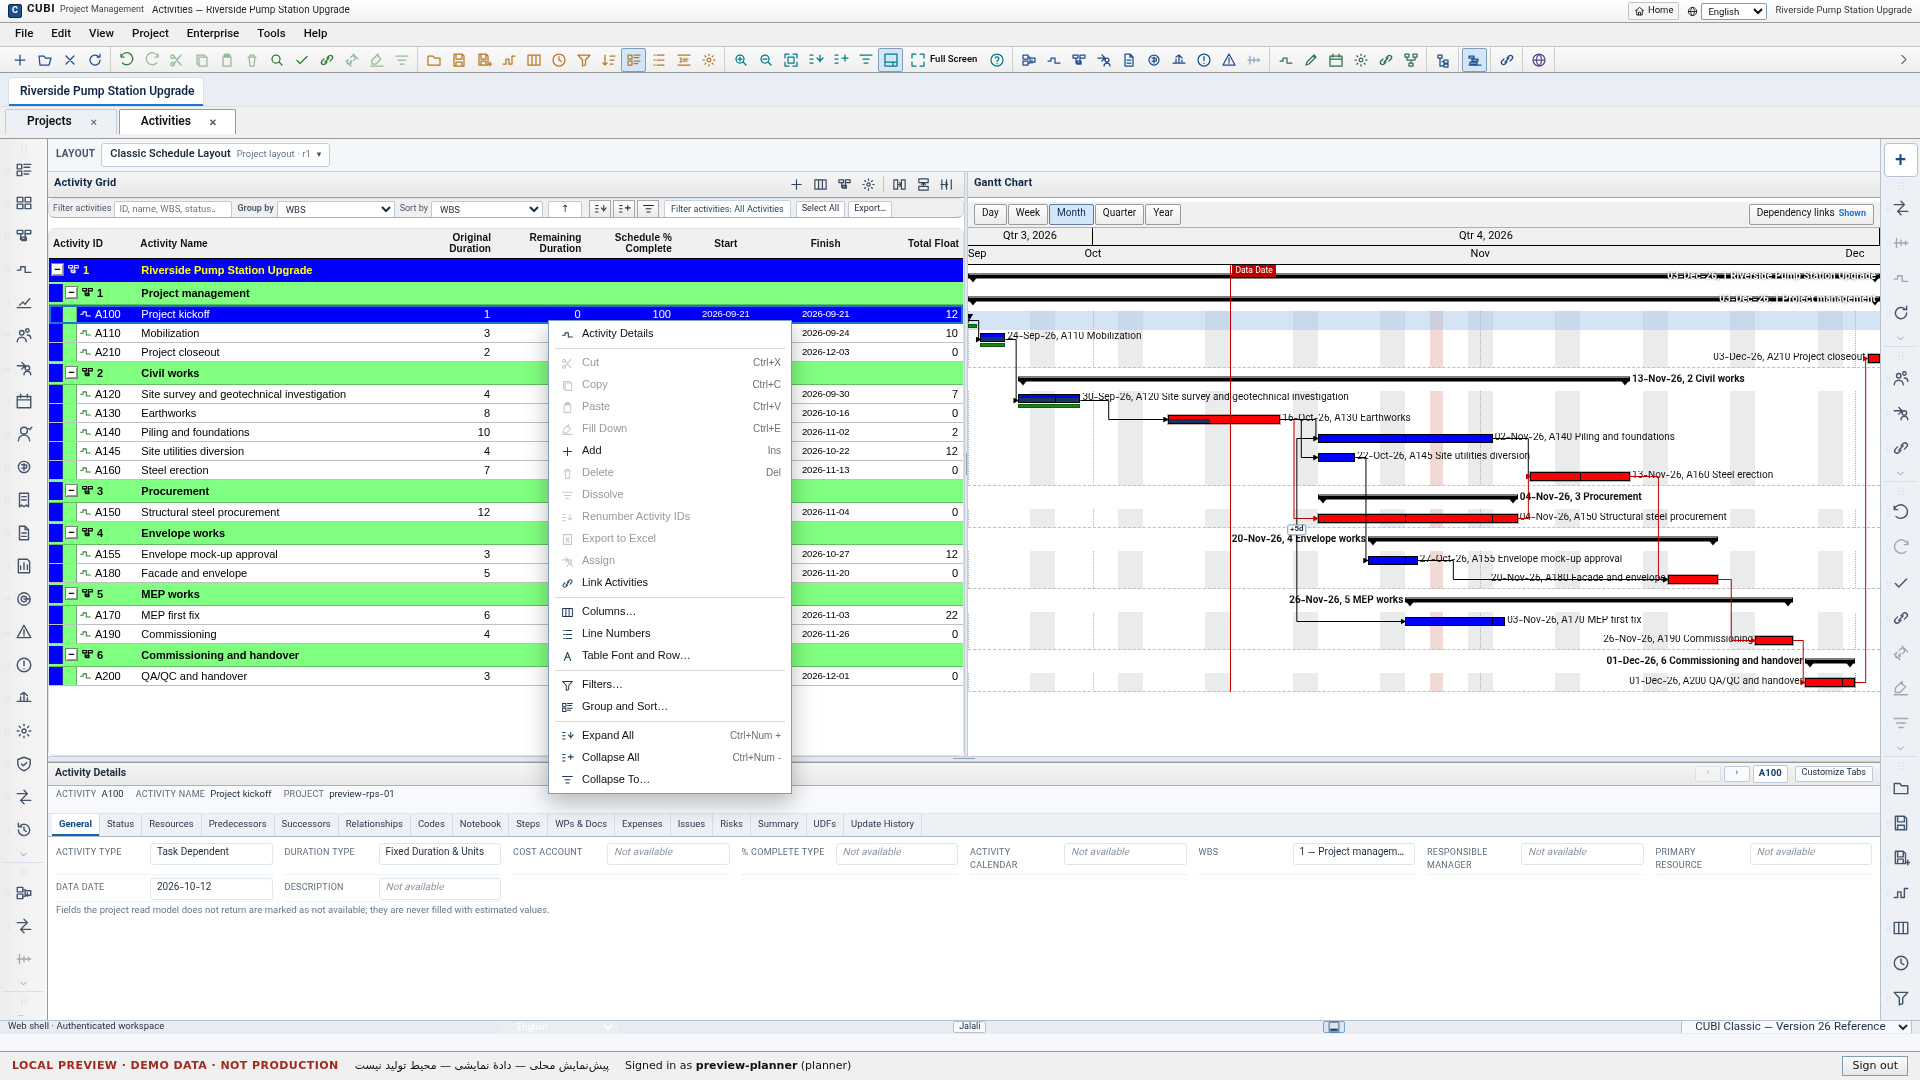 CUBI Project Management Activities — Riverside Pump Station Upgrade Home English Riverside Pump Station Upgrade
File Edit View Project Enterprise Tools Help
Full Screen
Riverside Pump Station Upgrade
Projects × Activities ×
LAYOUT Classic Schedule Layout Project layout · r1
Activity Grid
Filter activities ID, name, WBS, status.. Group by WBS Sort by WBS ↑ Filter activities: All Activities Select All Export...
Activity ID Activity Name Original Duration Remaining Duration Schedule % Complete Start Finish Total Float
1 Riverside Pump Station Upgrade
1 Project management
A100 Project kickoff 1 0 100 2026-09-21 2026-09-21 12
A110 Mobilization 3 2026-09-24 10
A210 Project closeout 2 2026-12-03 0
2 Civil works
A120 Site survey and geotechnical investigation 4 2026-09-30 7
A130 Earthworks 8 2026-10-16 0
A140 Piling and foundations 10 2026-11-02 2
A145 Site utilities diversion 4 2026-10-22 12
A160 Steel erection 7 2026-11-13 0
3 Procurement
A150 Structural steel procurement 12 2026-11-04 0
4 Envelope works
A155 Envelope mock-up approval 3 2026-10-27 12
A180 Facade and envelope 5 2026-11-20 0
5 MEP works
A170 MEP first fix 6 2026-11-03 22
A190 Commissioning 4 2026-11-26 0
6 Commissioning and handover
A200 QA/QC and handover 3 2026-12-01 0
Activity Details
Cut Ctrl+X
Copy Ctrl+C
Paste Ctrl+V
Fill Down Ctrl+E
Add Ins
Delete Del
Dissolve
Renumber Activity IDs
Export to Excel
Assign
Link Activities
Columns...
Line Numbers
Table Font and Row...
Filters...
Group and Sort...
Expand All Ctrl+Num +
Collapse All Ctrl+Num -
Collapse To...
Gantt Chart
Day Week Month Quarter Year Dependency links Shown
Qtr 3, 2026 Qtr 4, 2026
Sep Oct Nov Dec
Data Date
03-Dec-26, 1 Riverside Pump Station Upgrade
03-Dec-26, 1 Project management
24-Sep-26, A110 Mobilization
03-Dec-26, A210 Project closeout
13-Nov-26, 2 Civil works
30-Sep-26, A120 Site survey and geotechnical investigation
16-Oct-26, A130 Earthworks
02-Nov-26, A140 Piling and foundations
22-Oct-26, A145 Site utilities diversion
13-Nov-26, A160 Steel erection
04-Nov-26, 3 Procurement
04-Nov-26, A150 Structural steel procurement
+5d
20-Nov-26, 4 Envelope works
27-Oct-26, A155 Envelope mock-up approval
20-Nov-26, A180 Facade and envelope
26-Nov-26, 5 MEP works
03-Nov-26, A170 MEP first fix
26-Nov-26, A190 Commissioning
01-Dec-26, 6 Commissioning and handover
01-Dec-26, A200 QA/QC and handover
Activity Details ‹ › A100 Customize Tabs
ACTIVITY A100 ACTIVITY NAME Project kickoff PROJECT preview-rps-01
General Status Resources Predecessors Successors Relationships Codes Notebook Steps WPs & Docs Expenses Issues Risks Summary UDFs Update History
ACTIVITY TYPE Task Dependent DURATION TYPE Fixed Duration & Units COST ACCOUNT Not available % COMPLETE TYPE Not available ACTIVITY CALENDAR Not available WBS 1 — Project managem... RESPONSIBLE MANAGER Not available PRIMARY RESOURCE Not available
DATA DATE 2026-10-12 DESCRIPTION Not available
Fields the project read model does not return are marked as not available; they are never filled with estimated values.
Web shell · Authenticated workspace English Jalali CUBI Classic — Version 26 Reference
LOCAL PREVIEW · DEMO DATA · NOT PRODUCTION پیش‌نمایش محلی — دادهٔ نمایشی — محیط تولید نیست Signed in as preview-planner (planner) Sign out